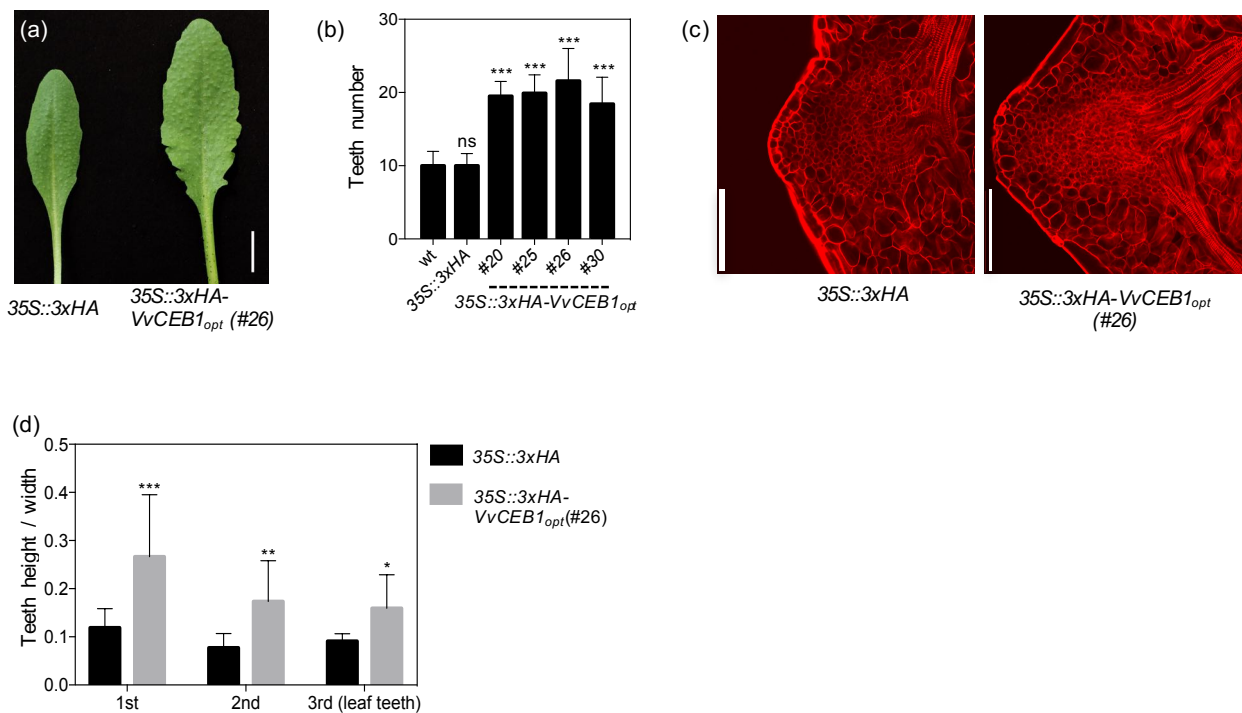 (a)
35S::3xHA
35S::3xHA-
VvCEB1opt (#26)
(b)
Teeth number
30
20
10
0
ns
***
***
***
***
wt
35S::3xHA
#20
#25
#26
#30
35S::3xHA-VvCEB1opt
(c)
35S::3xHA
35S::3xHA-VvCEB1opt
(#26)
(d)
Teeth height / width
0.5
0.4
0.3
0.2
0.1
0.0
***
**
*
1st
2nd
3rd (leaf teeth)
35S::3xHA
35S::3xHA-
VvCEB1opt(#26)